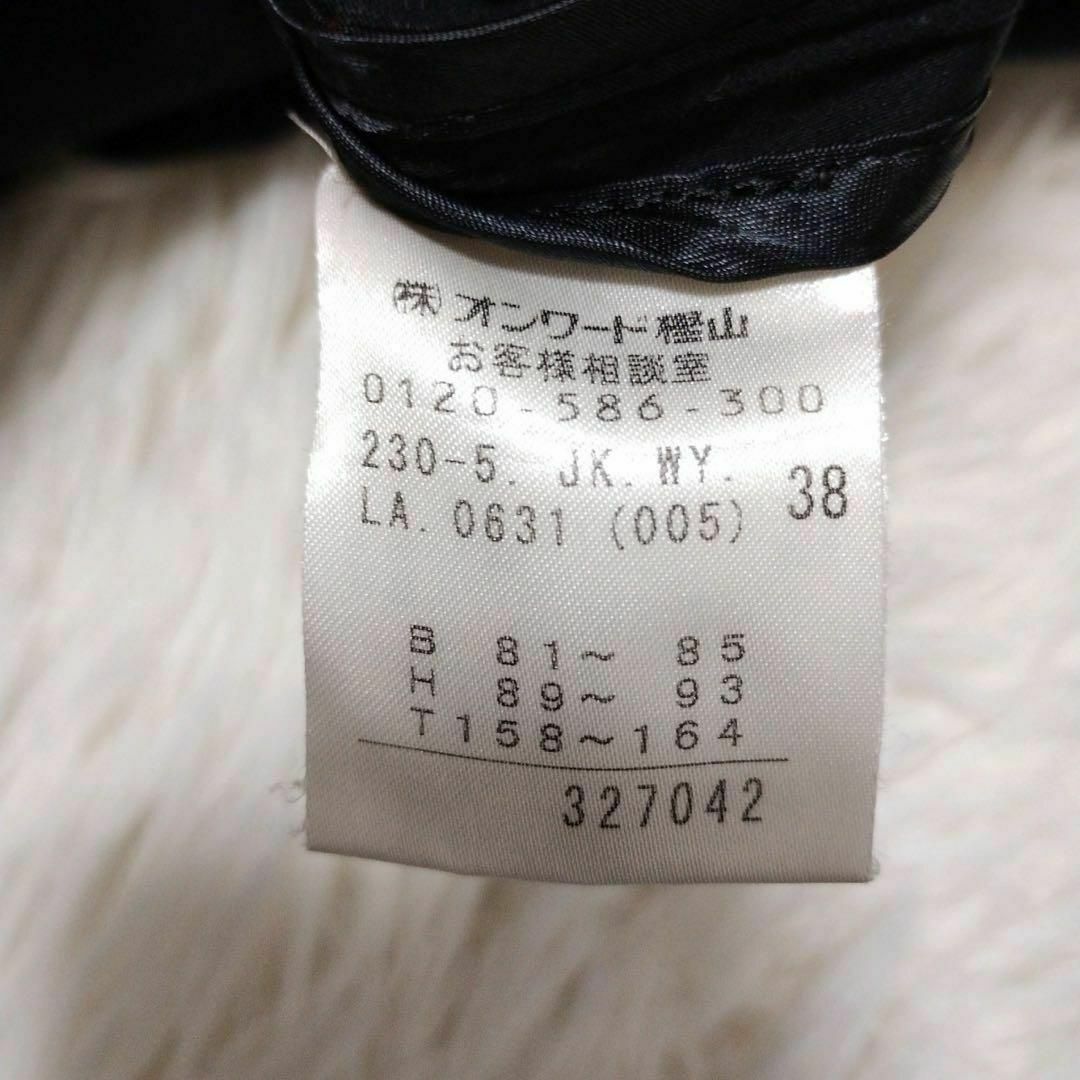 ㈱オンワード樫山
お客様相談室
0120-586-300
230-5. JK. WY. 38
LA. 0631 (005)
B 81～ 85
H 89～ 93
T158～164
327042